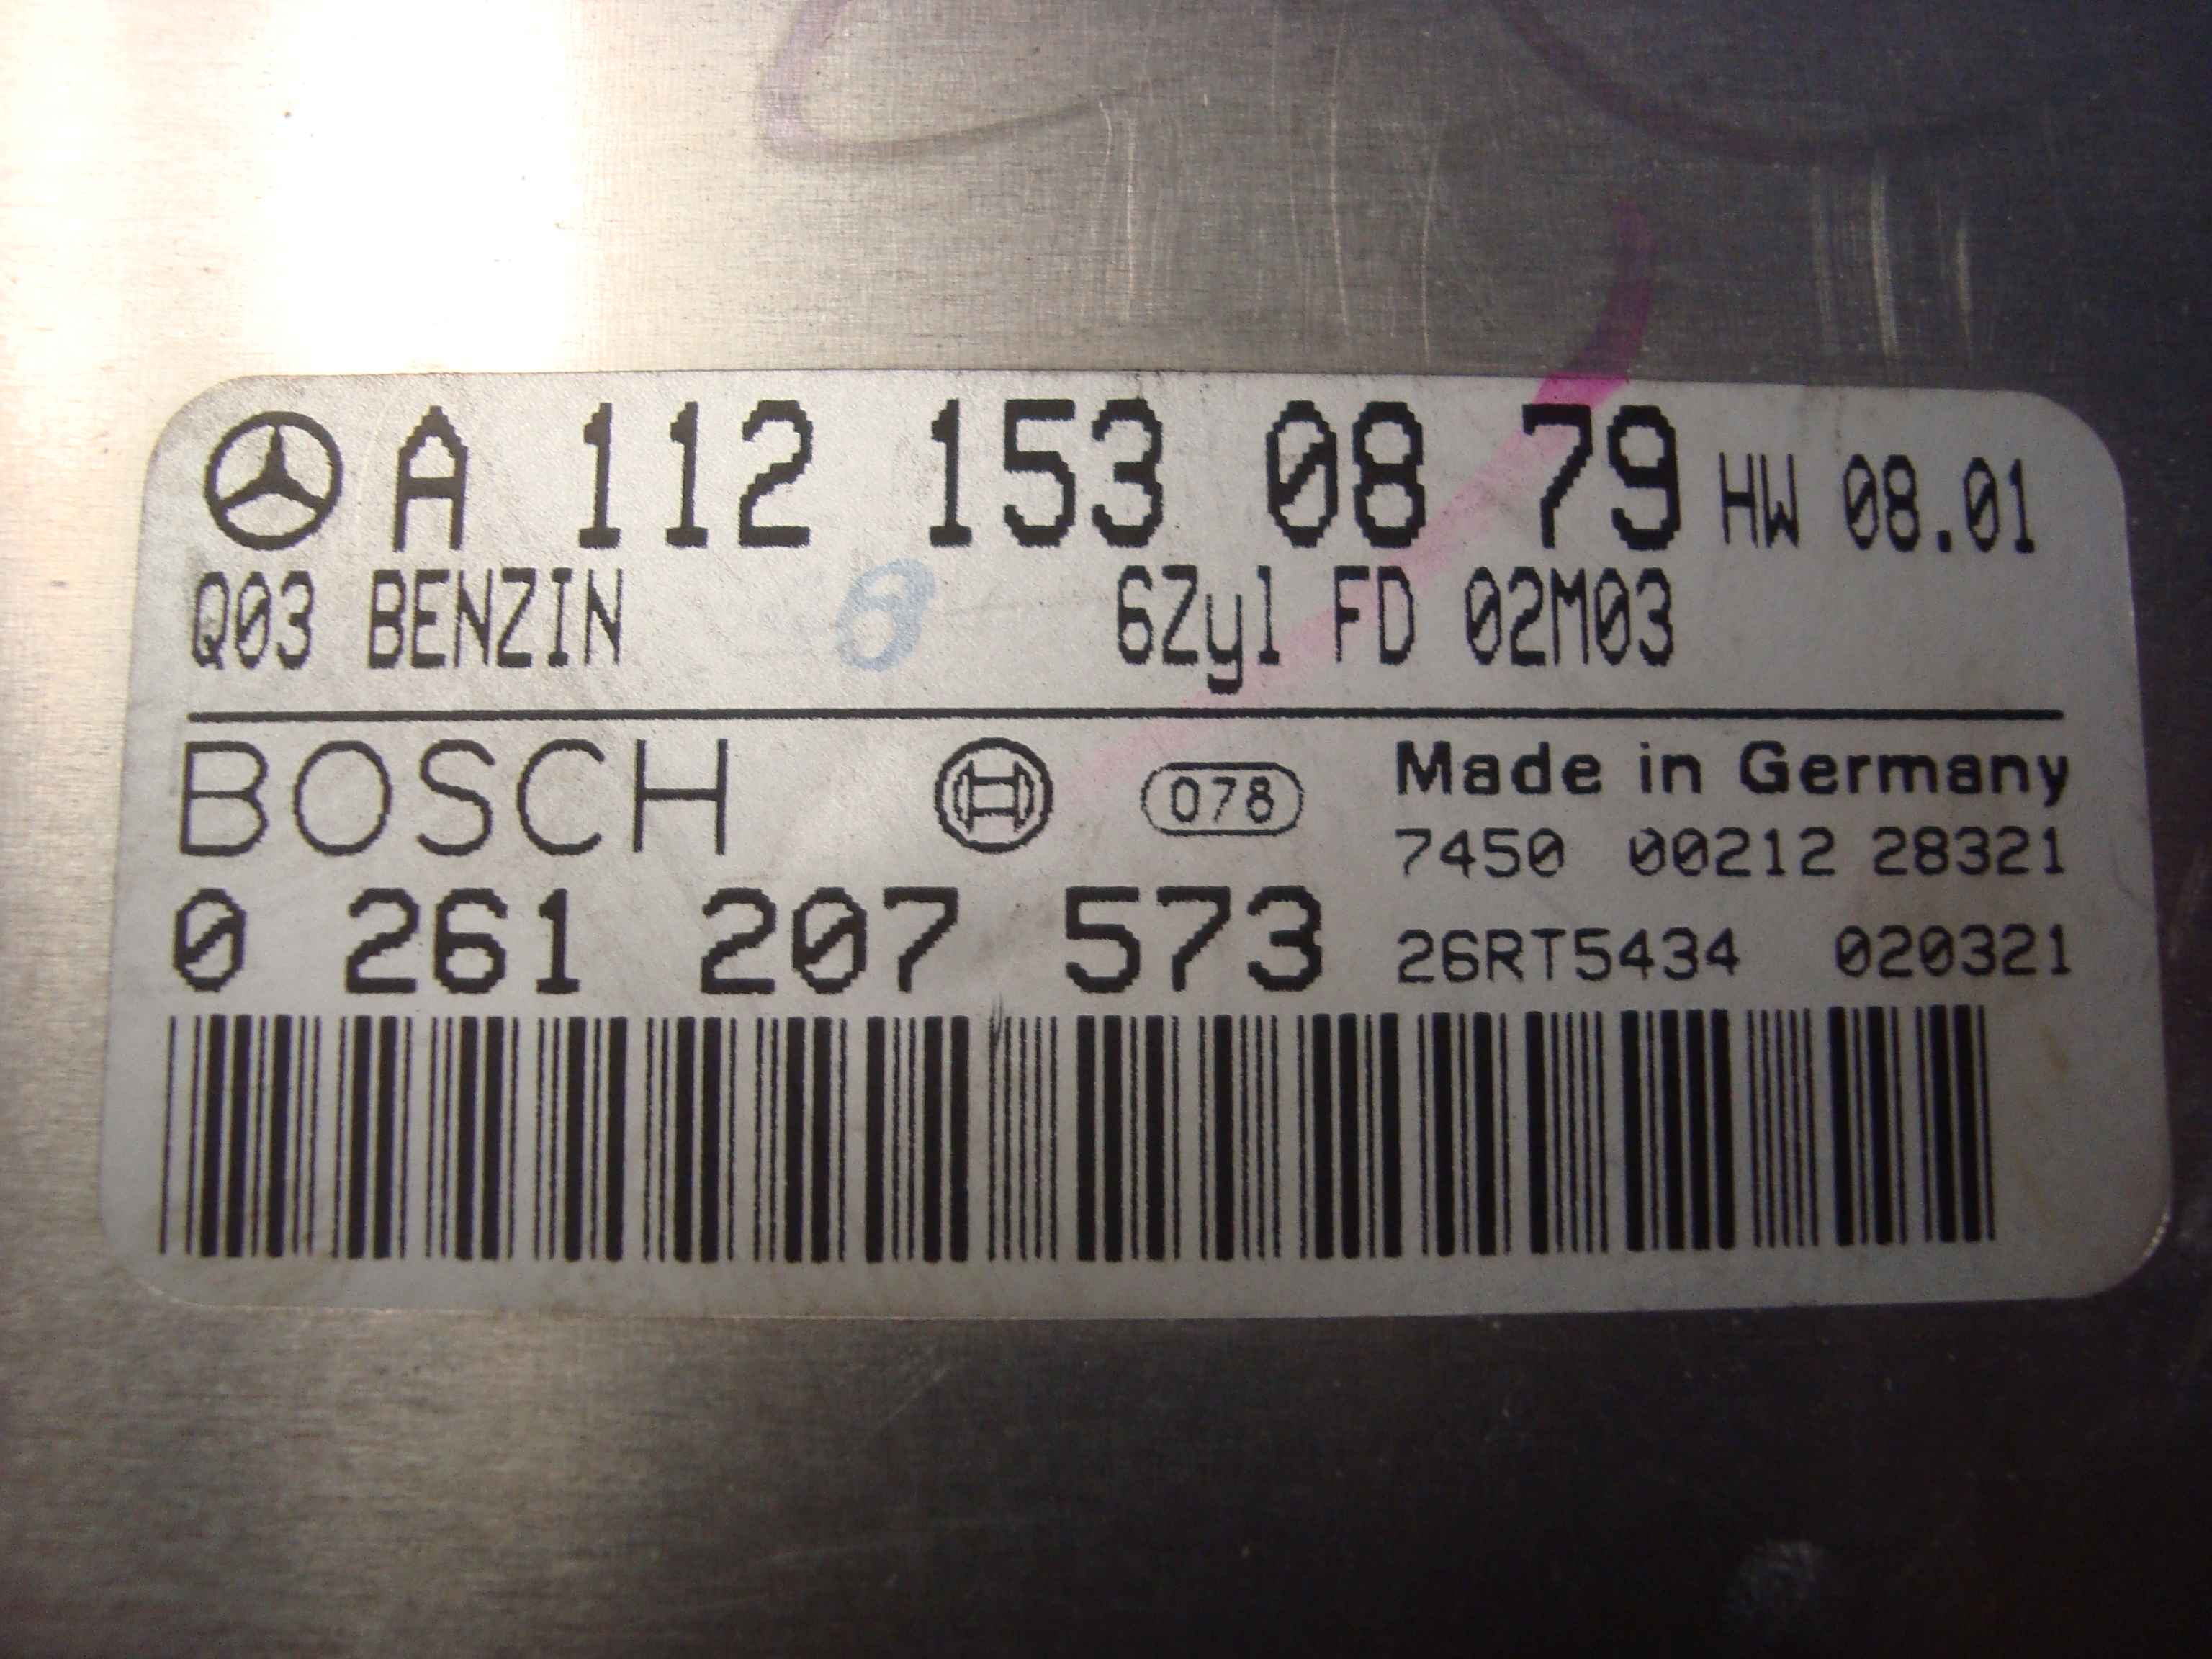 A 112 153 08 79 HW 08.01
Q03 BENZIN 6Zyl FD 02M03
BOSCH 078 Made in Germany
7450 00212 28321
0 261 207 573 26RT5434 020321